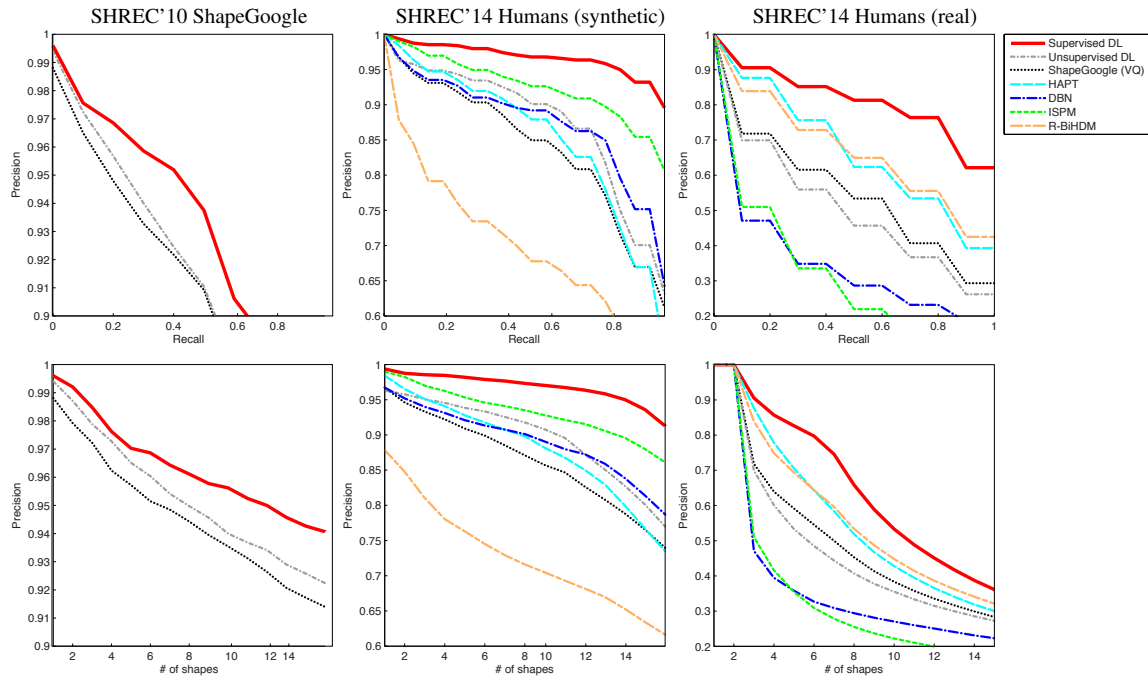 SHREC'10 ShapeGoogle
SHREC'14 Humans (synthetic)
SHREC'14 Humans (real)
Supervised DL
Unsupervised DL
ShapeGoogle (VQ)
HAPT
DBN
ISPM
R-BiHDM
Precision
1
0.99
0.98
0.97
0.96
0.95
0.94
0.93
0.92
0.91
0.9
0 0.2 0.4 0.6 0.8
Recall
Precision
1
0.95
0.9
0.85
0.8
0.75
0.7
0.65
0.6
0 0.2 0.4 0.6 0.8
Recall
Precision
1
0.9
0.8
0.7
0.6
0.5
0.4
0.3
0.2
0 0.2 0.4 0.6 0.8 1
Recall
Precision
1
0.99
0.98
0.97
0.96
0.95
0.94
0.93
0.92
0.91
0.9
2 4 6 8 10 12 14
# of shapes
Precision
1
0.95
0.9
0.85
0.8
0.75
0.7
0.65
0.6
2 4 6 8 10 12 14
# of shapes
Precision
1
0.9
0.8
0.7
0.6
0.5
0.4
0.3
0.2
1 2 4 6 8 10 12 14
# of shapes